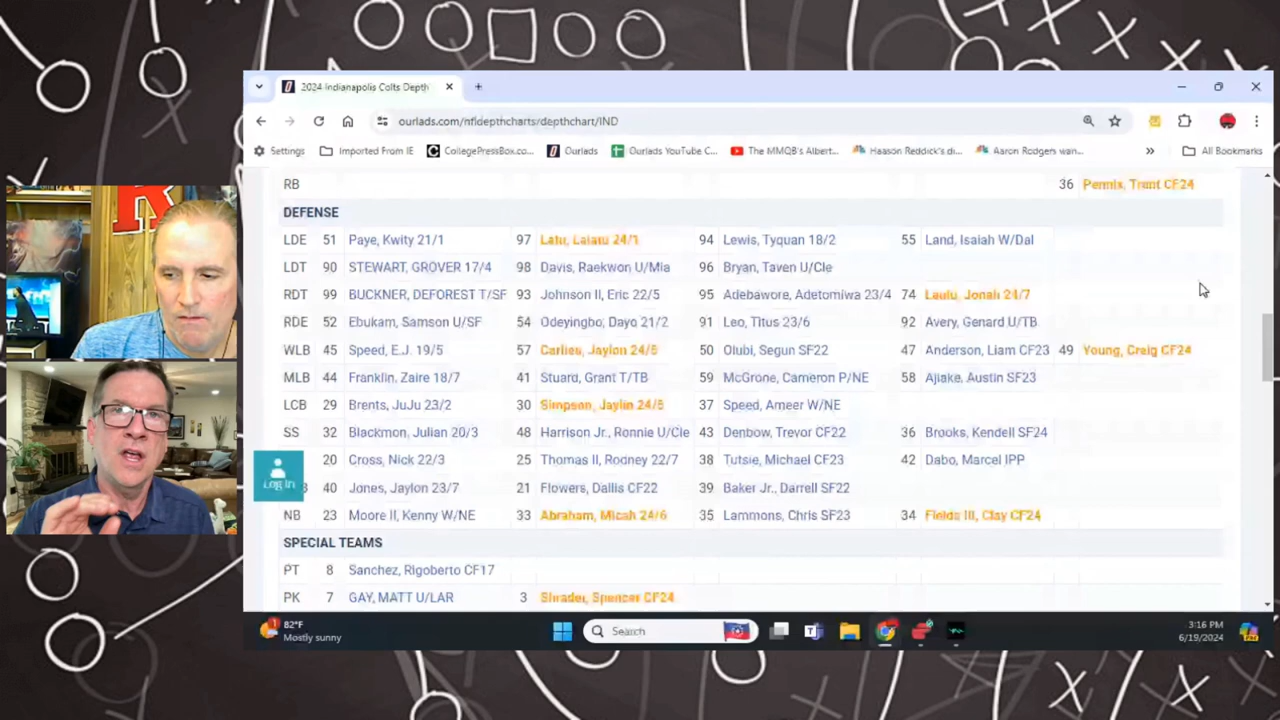 2024 Indianapolis Colts Depth
ourlads.com/nfldepthcharts/depthchart/IND
Settings Imported From IE CollegePressBox.co... Ourlads Ourlads YouTube C... The MMQB's Albert... Haason Reddick's di... Aaron Rodgers wan... » All Bookmarks
RB 36 Pennix, Trent CF24
DEFENSE
LDE 51 Paye, Kwity 21/1 97 Latu, Laiatu 24/1 94 Lewis, Tyquan 18/2 55 Land, Isaiah W/Dal
LDT 90 STEWART, GROVER 17/4 98 Davis, Raekwon U/Mia 96 Bryan, Taven U/Cle
RDT 99 BUCKNER, DEFOREST T/SF 93 Johnson II, Eric 22/5 95 Adebawore, Adetomiwa 23/4 74 Laulu, Jonah 24/7
RDE 52 Ebukam, Samson U/SF 54 Odeyingbo, Dayo 21/2 91 Leo, Titus 23/6 92 Avery, Genard U/TB
WLB 45 Speed, E.J. 19/5 57 Carlies, Jaylon 24/5 50 Olubi, Segun SF22 47 Anderson, Liam CF23 49 Young, Craig CF24
MLB 44 Franklin, Zaire 18/7 41 Stuard, Grant T/TB 59 McGrone, Cameron P/NE 58 Ajiake, Austin SF23
LCB 29 Brents, JuJu 23/2 30 Simpson, Jaylin 24/5 37 Speed, Ameer W/NE
SS 32 Blackmon, Julian 20/3 48 Harrison Jr., Ronnie U/Cle 43 Denbow, Trevor CF22 36 Brooks, Kendell SF24
20 Cross, Nick 22/3 25 Thomas II, Rodney 22/7 38 Tutsie, Michael CF23 42 Dabo, Marcel IPP
Log In 40 Jones, Jaylon 23/7 21 Flowers, Dallis CF22 39 Baker Jr., Darrell SF22
NB 23 Moore II, Kenny W/NE 33 Abraham, Micah 24/6 35 Lammons, Chris SF23 34 Fields III, Clay CF24
SPECIAL TEAMS
PT 8 Sanchez, Rigoberto CF17
PK 7 GAY, MATT U/LAR 3 Shrader, Spencer CF24
82°F
Mostly sunny
Search
3:16 PM
6/19/2024